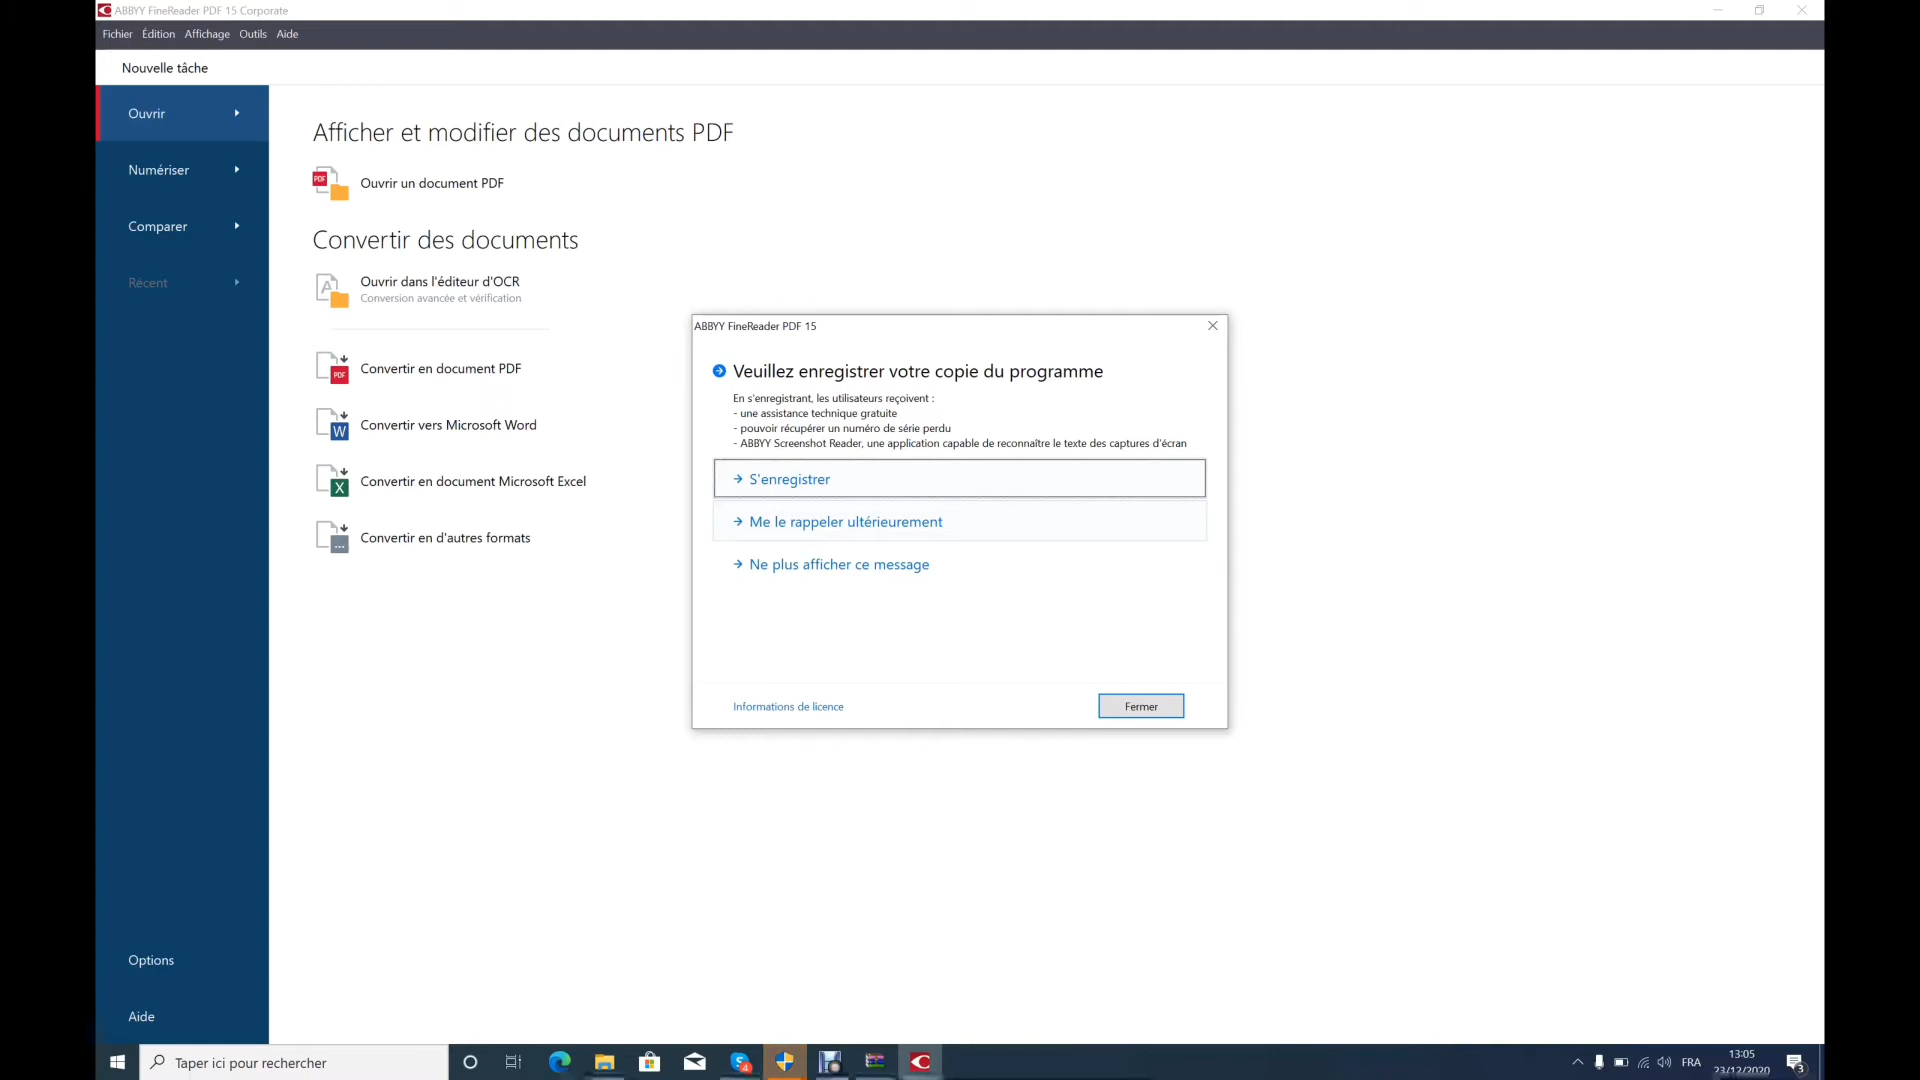 ABBYY FineReader PDF 15 Corporate
Fichier Édition Affichage Outils Aide
Nouvelle tâche
Ouvrir
Numériser
Comparer
Récent
Options
Aide
Afficher et modifier des documents PDF
PDF
Ouvrir un document PDF
Convertir des documents
A
Ouvrir dans l'éditeur d'OCR
Conversion avancée et vérification
PDF
Convertir en document PDF
W
Convertir vers Microsoft Word
X
Convertir en document Microsoft Excel
...
Convertir en d'autres formats
ABBYY FineReader PDF 15
Veuillez enregistrer votre copie du programme
En s'enregistrant, les utilisateurs reçoivent :
- une assistance technique gratuite
- pouvoir récupérer un numéro de série perdu
- ABBYY Screenshot Reader, une application capable de reconnaître le texte des captures d'écran
S'enregistrer
Me le rappeler ultérieurement
Ne plus afficher ce message
Informations de licence
Fermer
Taper ici pour rechercher
S
4
FRA
13:05
23/12/2020
3